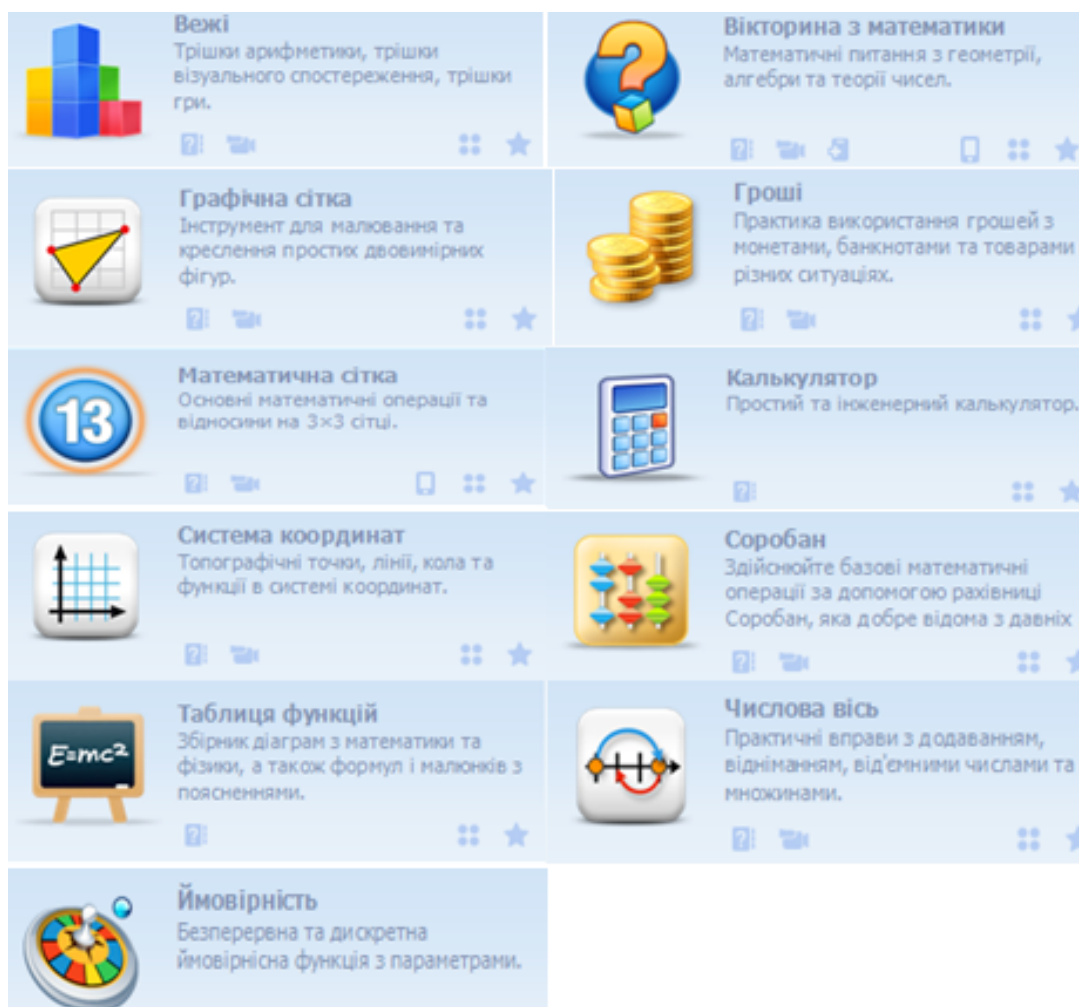 Вежі
Трішки арифметики, трішки
візуального спостереження, трішки
гри.
Вікторина з математики
Математичні питання з геометрії,
алгебри та теорії чисел.
Графічна сітка
Інструмент для малювання та
креслення простих двовимірних
фігур.
Гроші
Практика використання грошей з
монетами, банкнотами та товарами
різних ситуаціях.
13
Математична сітка
Основні математичні операції та
відносини на 3×3 сітці.
Калькулятор
Простий та інженерний калькулятор.
Система координат
Топографічні точки, лінії, кола та
функції в системі координат.
Соробан
Здійснюйте базові математичні
операції за допомогою рахівниці
Соробан, яка добре відома з давніх
E=mc²
Таблиця функцій
Збірник діаграм з математики та
фізики, а також формул і малюнків з
поясненнями.
Числова вісь
Практичні вправи з додаванням,
відніманням, від'ємними числами та
множинами.
Ймовірність
Безперервна та дискретна
ймовірнісна функція з параметрами.